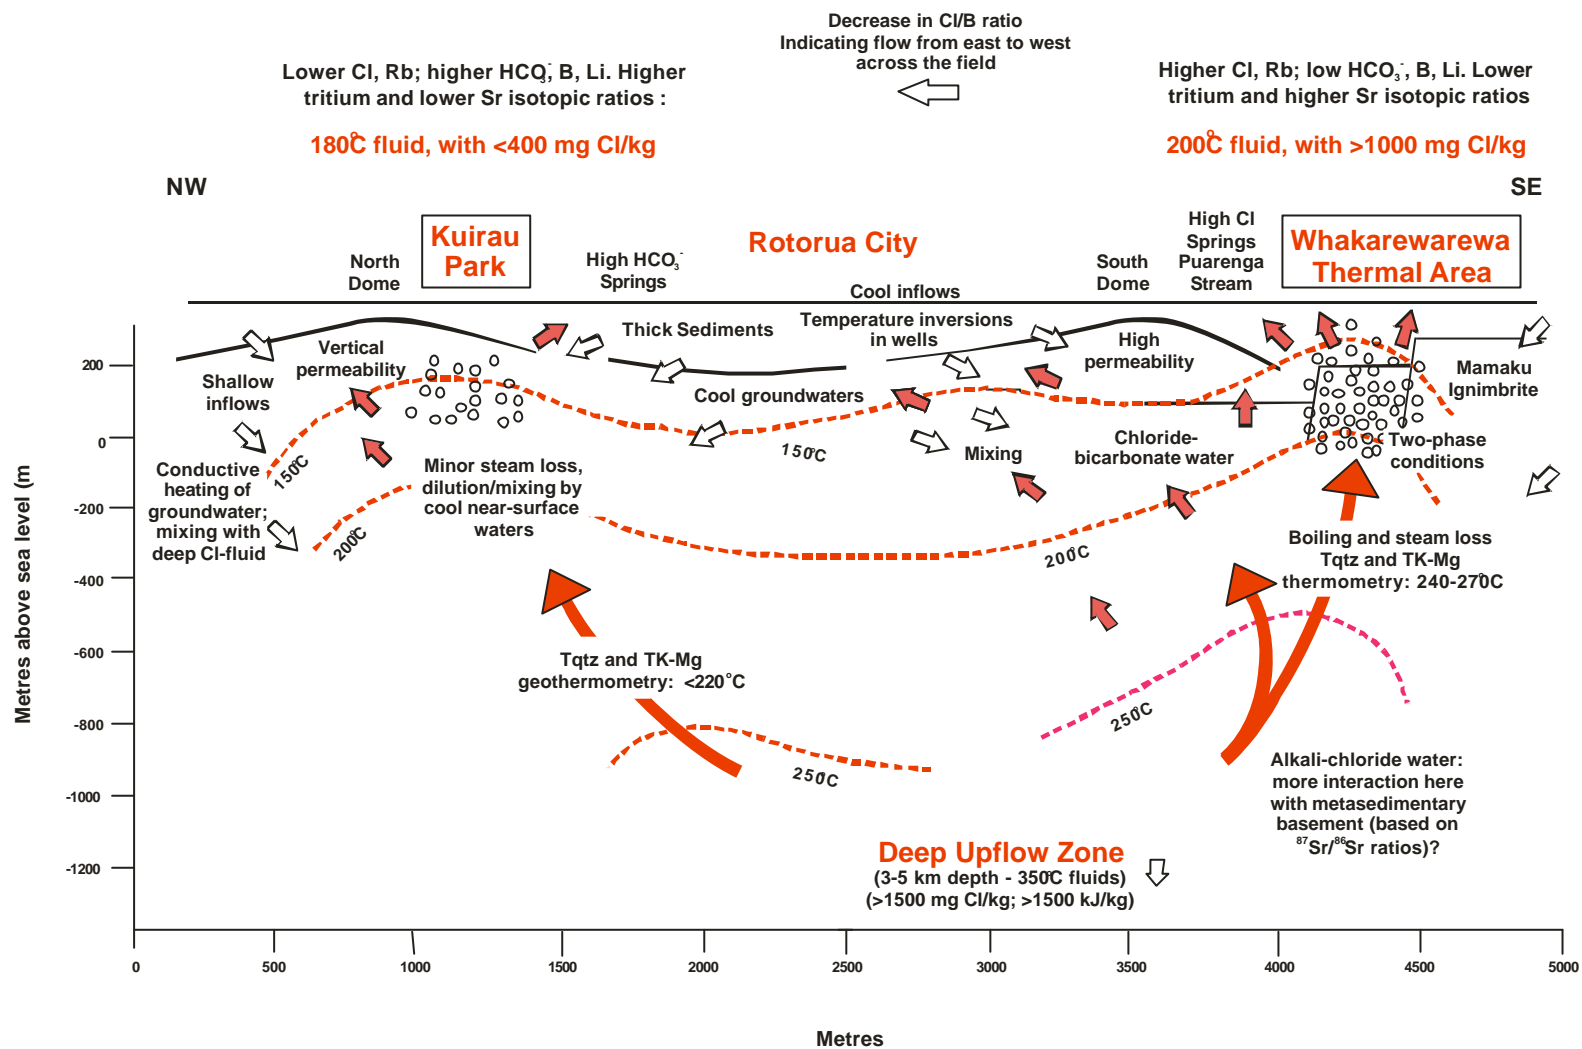 Decrease in Cl/B ratio
Indicating flow from east to west
across the field
Lower Cl, Rb; higher HCO₃⁻, B, Li. Higher
tritium and lower Sr isotopic ratios :
180°C fluid, with <400 mg Cl/kg
Higher Cl, Rb; low HCO₃⁻, B, Li. Lower
tritium and higher Sr isotopic ratios
200°C fluid, with >1000 mg Cl/kg
NW
SE
Kuirau
Park
Rotorua City
Whakarewarewa
Thermal Area
North
Dome
High HCO₃⁻
Springs
South
Dome
High Cl
Springs
Puarenga
Stream
Cool inflows
Temperature inversions
in wells
Thick Sediments
Vertical
permeability
High
permeability
Shallow
inflows
Cool groundwaters
Mamaku
Ignimbrite
150°C
150°C
Mixing
Chloride-
bicarbonate water
Two-phase
conditions
Conductive
heating of
groundwater;
mixing with
deep Cl-fluid
Minor steam loss,
dilution/mixing by
cool near-surface
waters
200°C
200°C
Boiling and steam loss
Tqtz and TK-Mg
thermometry: 240-270°C
Tqtz and TK-Mg
geothermometry: <220°C
250°C
250°C
Alkali-chloride water:
more interaction here
with metasedimentary
basement (based on
⁸⁷Sr/⁸⁶Sr ratios)?
Deep Upflow Zone
(3-5 km depth - 350°C fluids)
(>1500 mg Cl/kg; >1500 kJ/kg)
Metres above sea level (m
200
0
-200
-400
-600
-800
-1000
-1200
0
500
1000
1500
2000
2500
3000
3500
4000
4500
5000
Metres